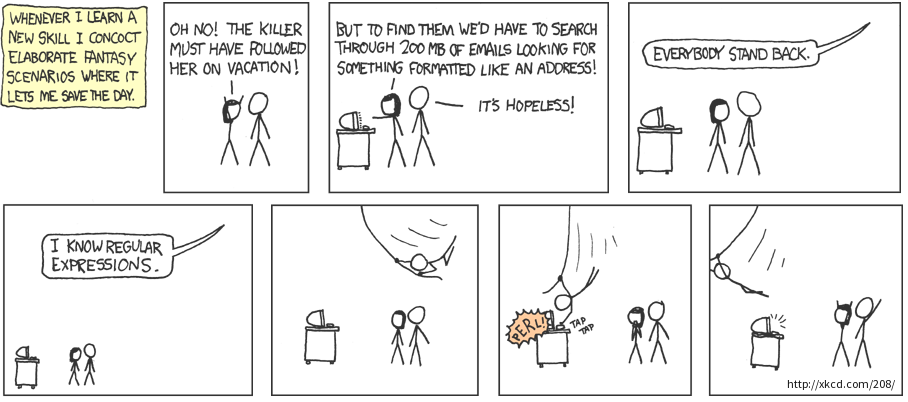 WHENEVER I LEARN A
NEW SKILL I CONCOCT
ELABORATE FANTASY
SCENARIOS WHERE IT
LETS ME SAVE THE DAY.
OH NO! THE KILLER
MUST HAVE FOLLOWED
HER ON VACATION!
BUT TO FIND THEM WE'D HAVE TO SEARCH
THROUGH 200 MB OF EMAILS LOOKING FOR
SOMETHING FORMATTED LIKE AN ADDRESS!
IT'S HOPELESS!
EVERYBODY STAND BACK.
I KNOW REGULAR
EXPRESSIONS.
PERL!
TAP
TAP
http://xkcd.com/208/